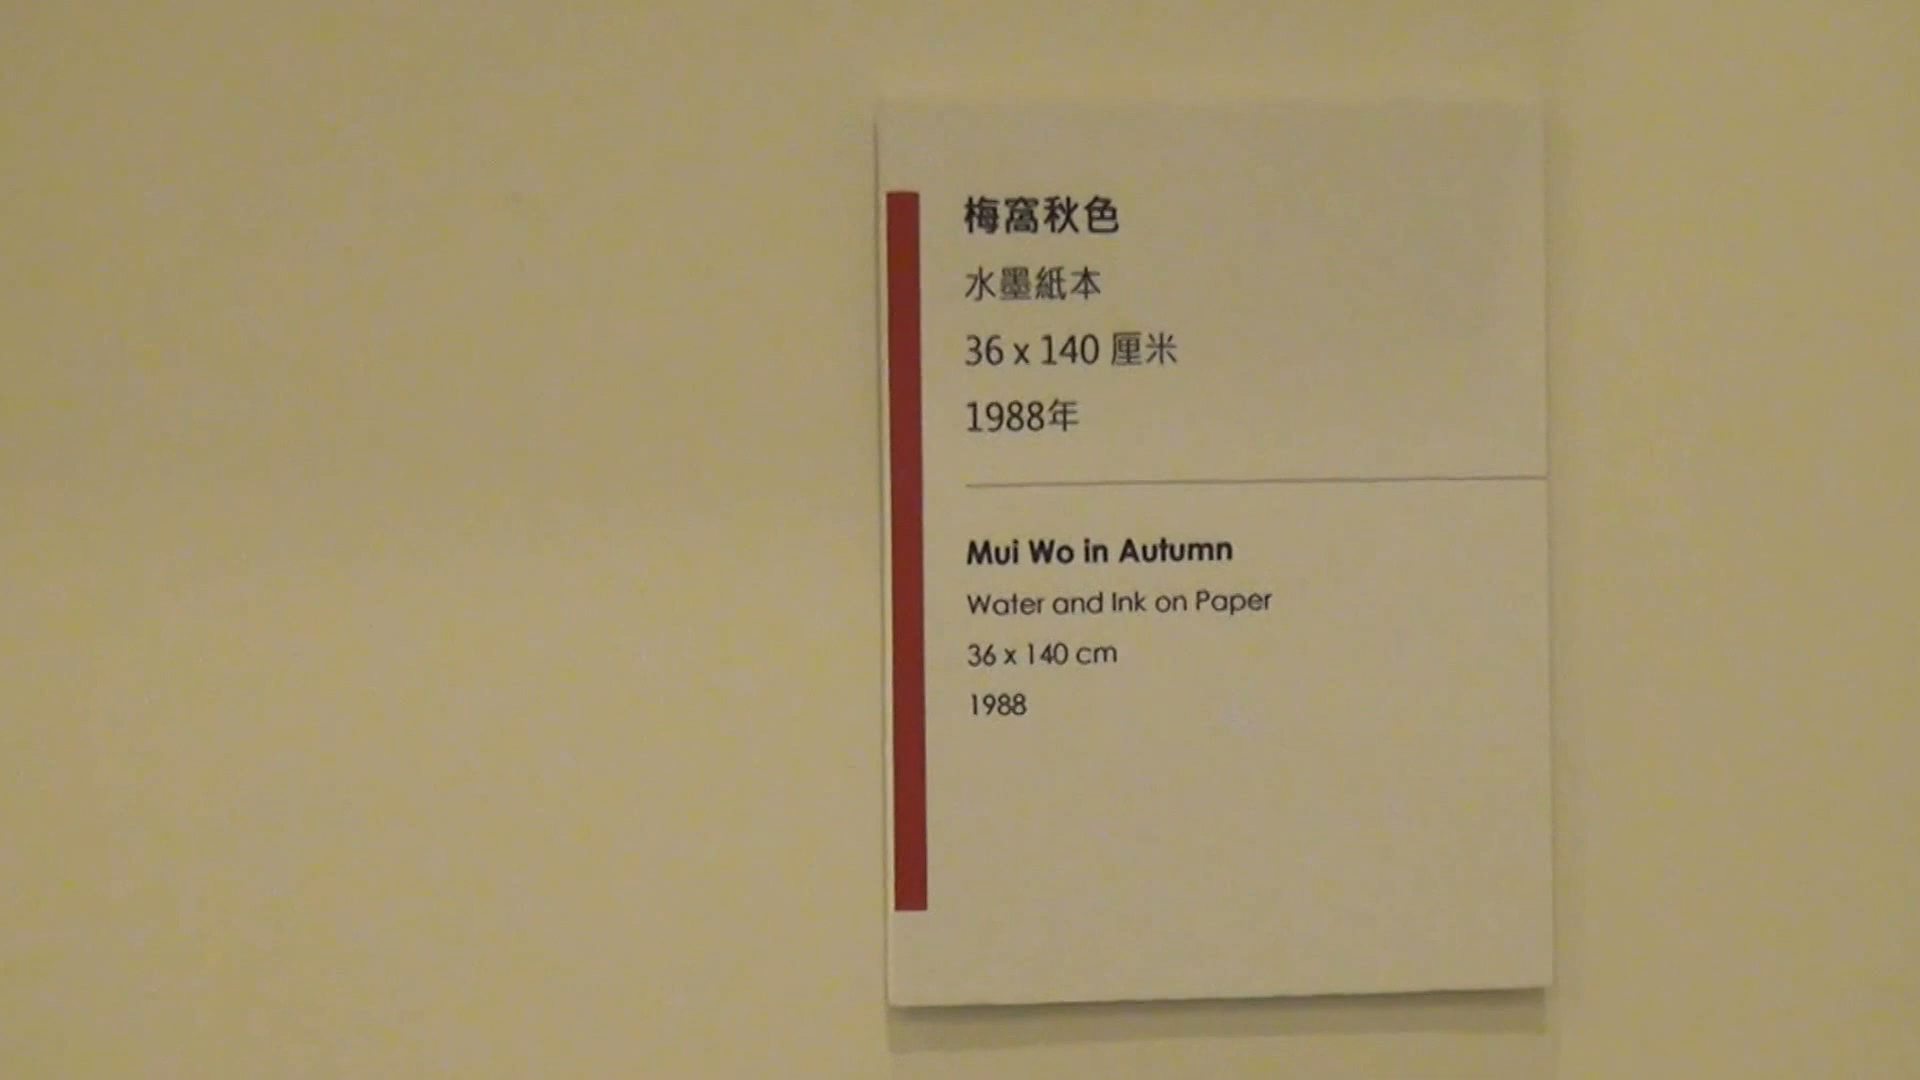 梅窩秋色
水墨紙本
36 x 140 厘米
1988年
Mui Wo in Autumn
Water and Ink on Paper
36 x 140 cm
1988